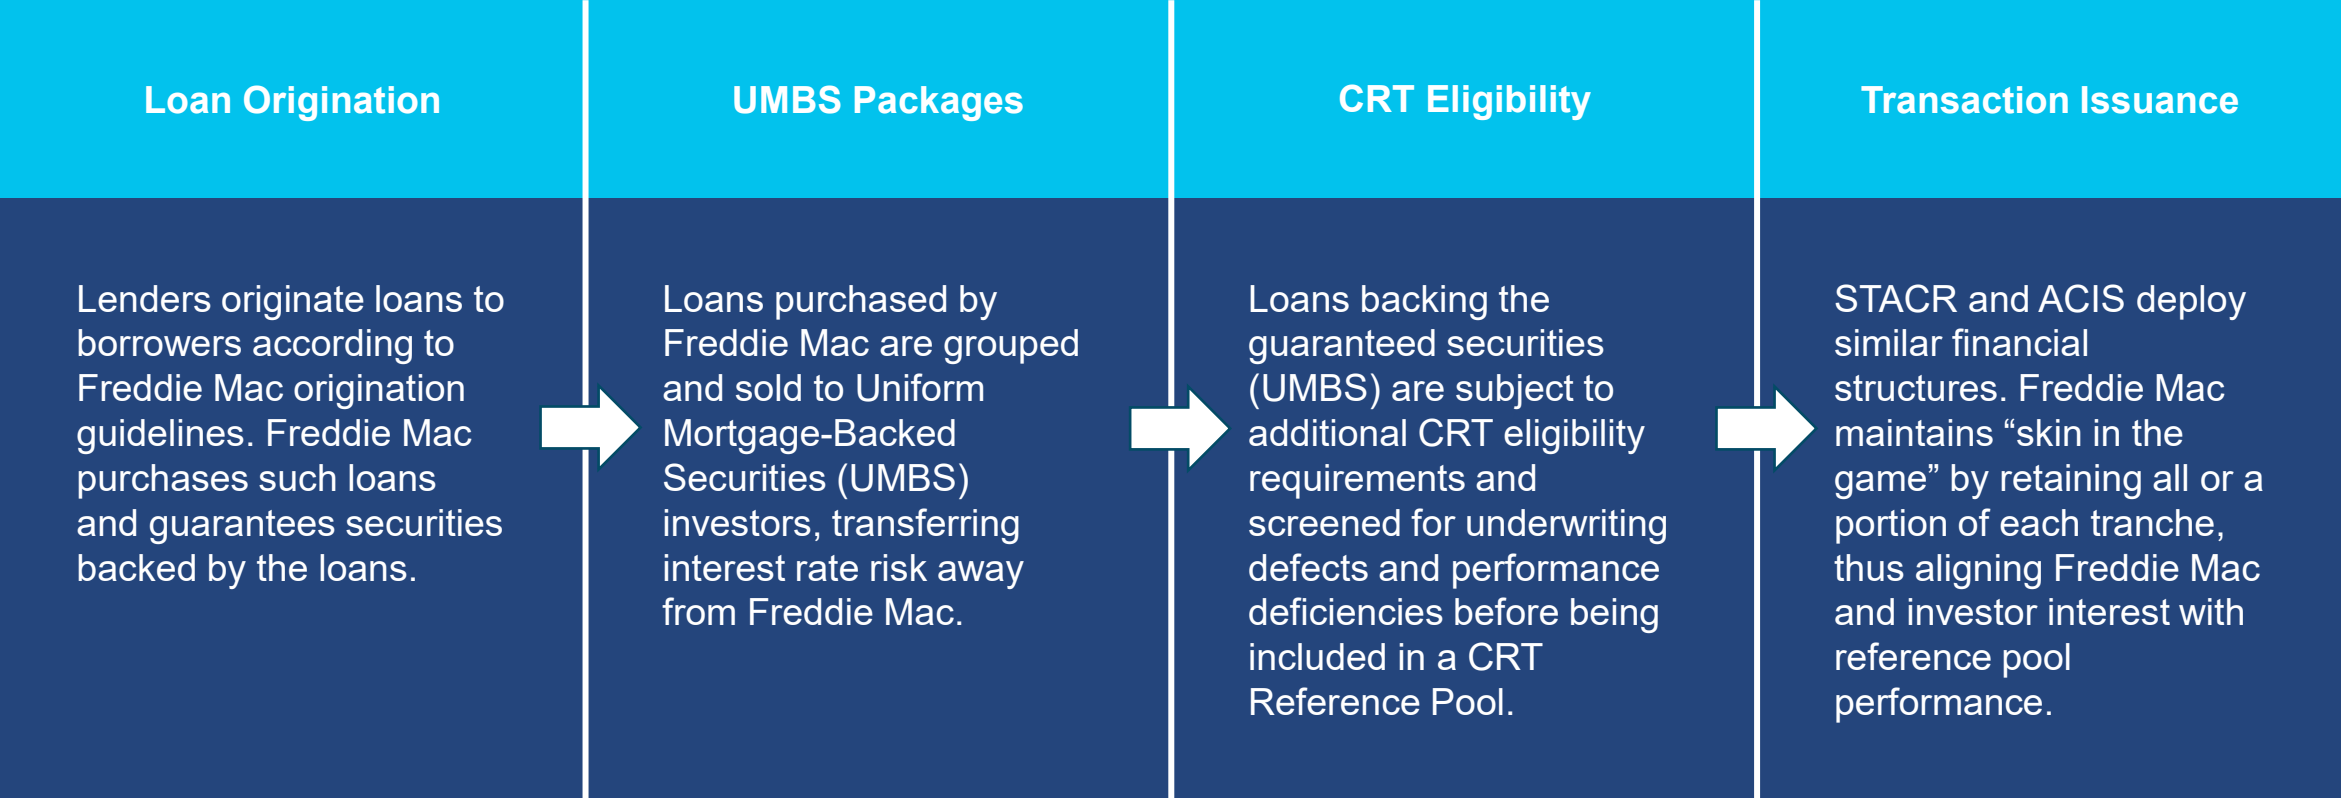 Loan Origination
Lenders originate loans to
borrowers according to
Freddie Mac origination
guidelines. Freddie Mac
purchases such loans
and guarantees securities
backed by the loans.
UMBS Packages
Loans purchased by
Freddie Mac are grouped
and sold to Uniform
Mortgage-Backed
Securities (UMBS)
investors, transferring
interest rate risk away
from Freddie Mac.
CRT Eligibility
Loans backing the
guaranteed securities
(UMBS) are subject to
additional CRT eligibility
requirements and
screened for underwriting
defects and performance
deficiencies before being
included in a CRT
Reference Pool.
Transaction Issuance
STACR and ACIS deploy
similar financial
structures. Freddie Mac
maintains “skin in the
game” by retaining all or a
portion of each tranche,
thus aligning Freddie Mac
and investor interest with
reference pool
performance.